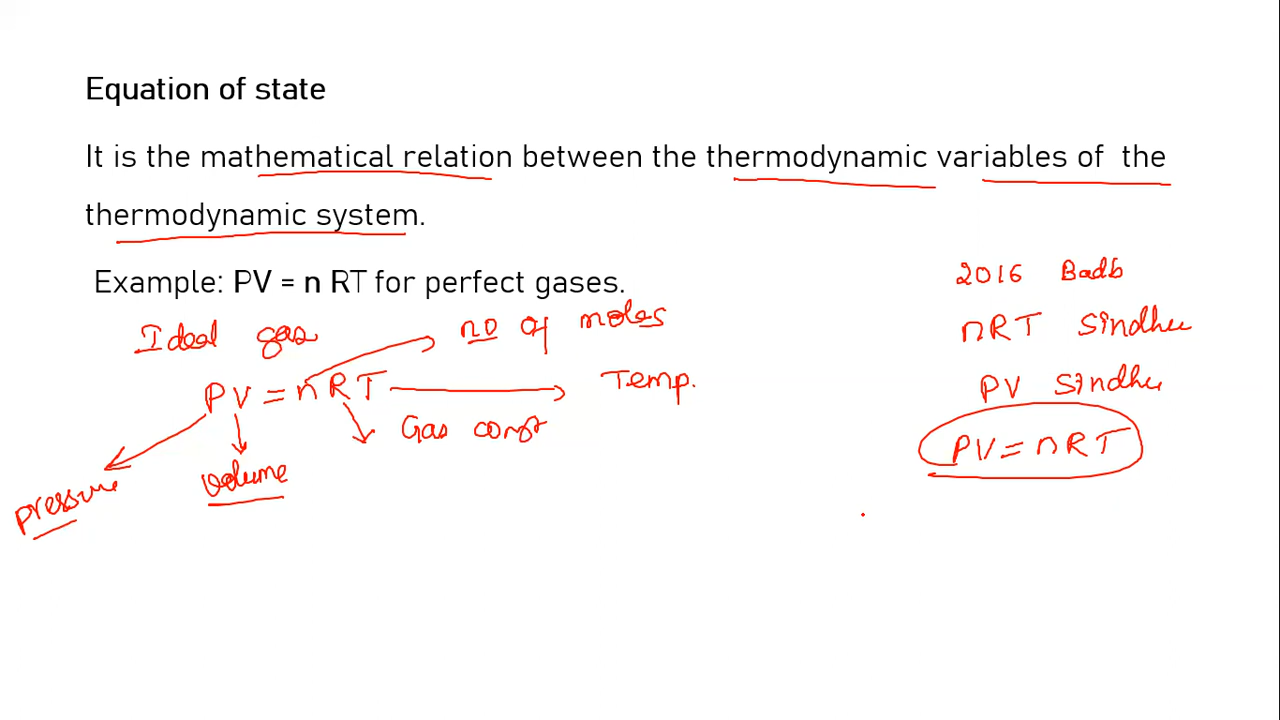 Equation of state
It is the mathematical relation between the thermodynamic variables of the
thermodynamic system.
Example: PV = n RT for perfect gases.
Ideal gas
no of moles
PV = nRT
Temp.
Gas const
volume
pressure
2016 Badb
nRT Sindhu
PV Sindhu
PV = nRT